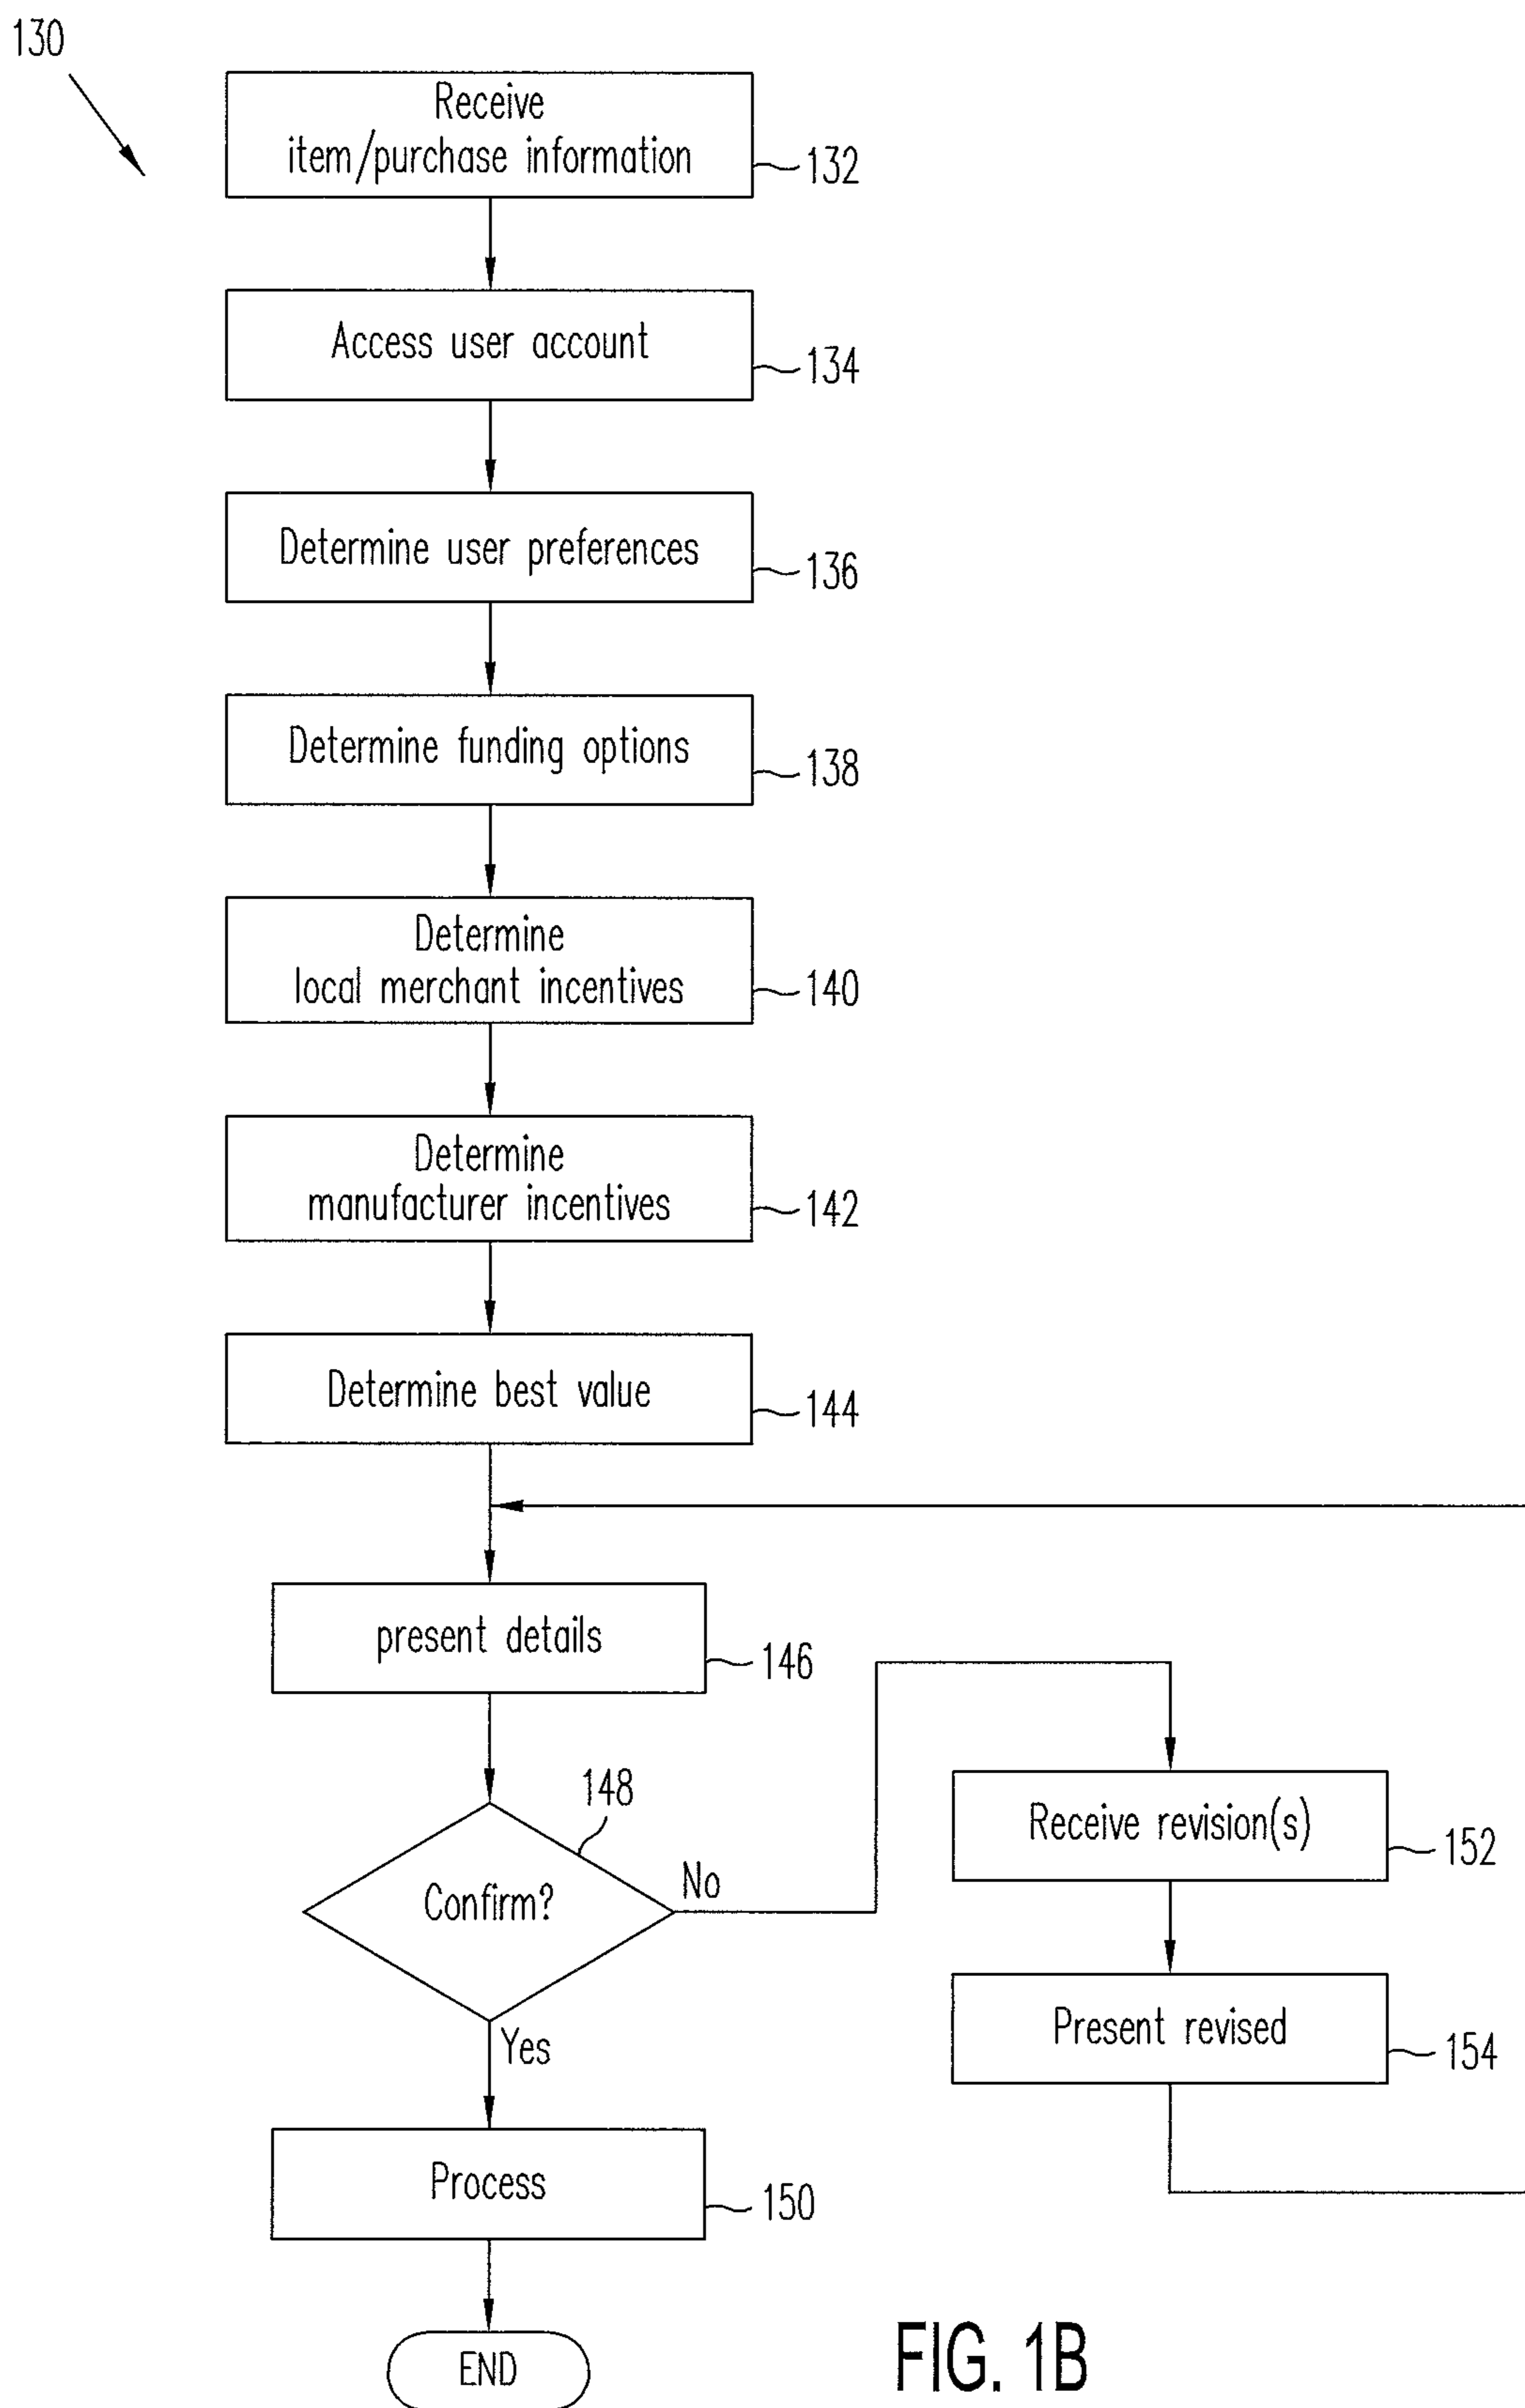 130
Receive
item/purchase information
132
Access user account
134
Determine user preferences
136
Determine funding options
138
Determine
local merchant incentives
140
Determine
manufacturer incentives
142
Determine best value
144
present details
146
148
Confirm?
No
Yes
Receive revision(s)
152
Present revised
154
Process
150
END
FIG. 1B